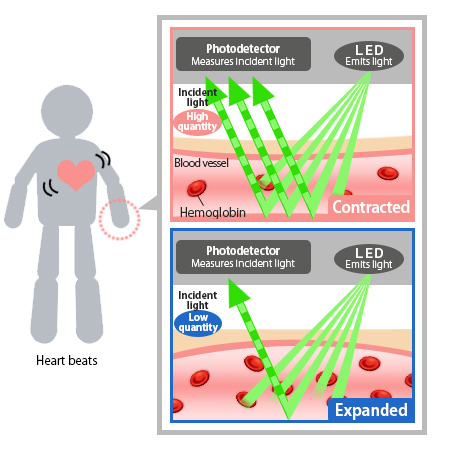 Photodetector
Measures incident light
LED
Emits light
Incident
light
High
quantity
Blood vessel
Hemoglobin
Contracted
Photodetector
Measures incident light
LED
Emits light
Incident
light
Low
quantity
Expanded
Heart beats